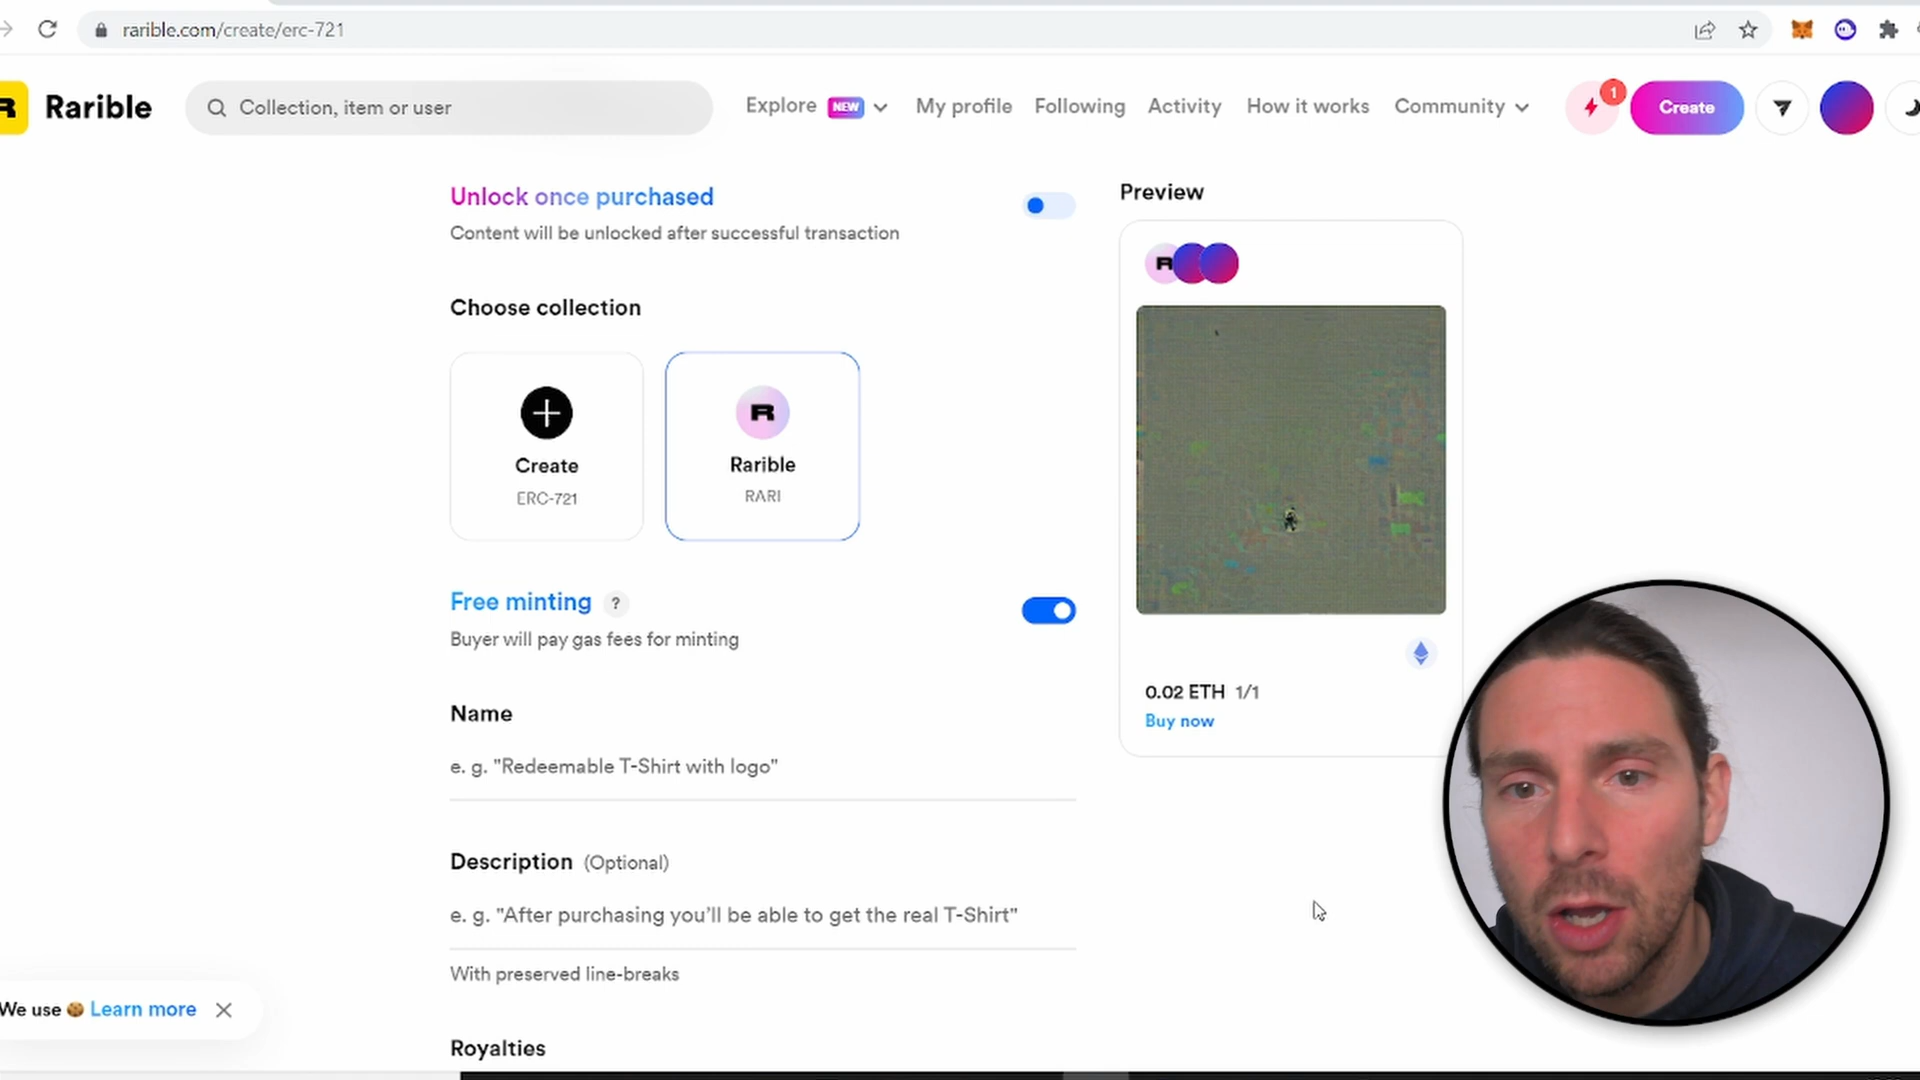 rarible.com/create/erc-721
R Rarible
Collection, item or user
Explore NEW
My profile
Following
Activity
How it works
Community
1
Create
Unlock once purchased
Content will be unlocked after successful transaction
Choose collection
Create
ERC-721
R
Rarible
RARI
Free minting ?
Buyer will pay gas fees for minting
Name
e. g. "Redeemable T-Shirt with logo"
Description (Optional)
e. g. "After purchasing you'll be able to get the real T-Shirt"
With preserved line-breaks
Royalties
Preview
R
0.02 ETH 1/1
Buy now
We use 🍪 Learn more